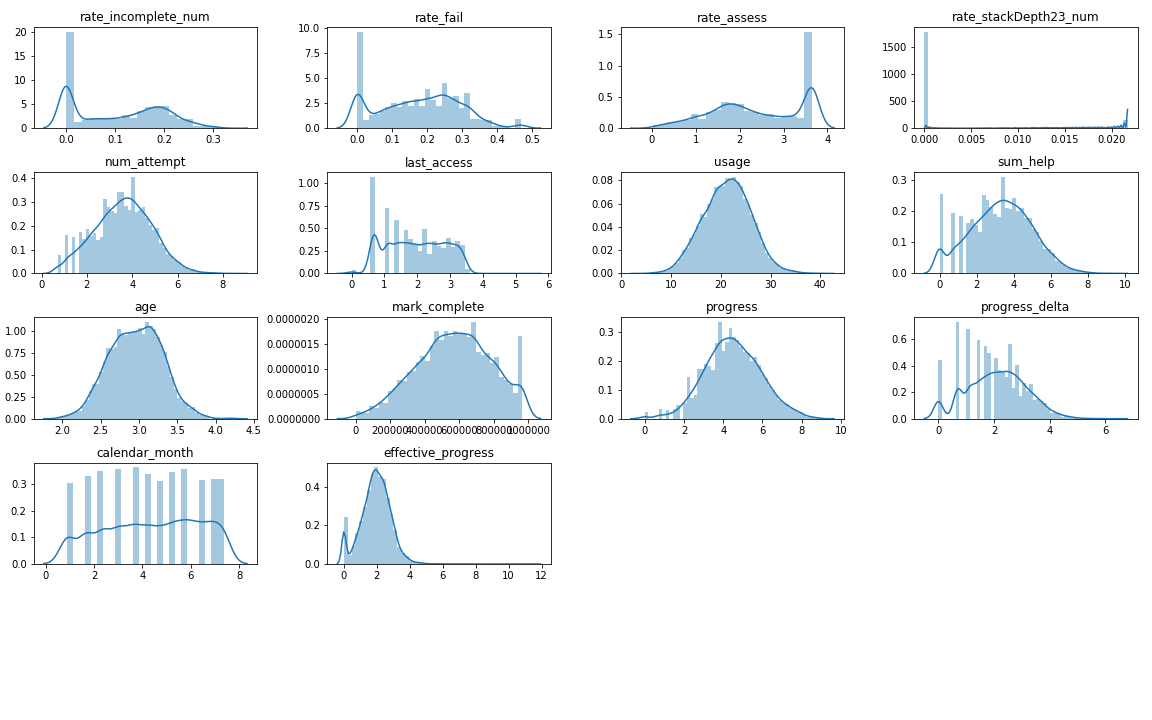 rate_incomplete_num
20
15
10
5
0
0.0 0.1 0.2 0.3
rate_fail
10.0
7.5
5.0
2.5
0.0
0.0 0.1 0.2 0.3 0.4 0.5
rate_assess
1.5
1.0
0.5
0.0
0 1 2 3 4
rate_stackDepth23_num
1500
1000
500
0
0.000 0.005 0.010 0.015 0.020
num_attempt
0.4
0.3
0.2
0.1
0.0
0 2 4 6 8
last_access
1.00
0.75
0.50
0.25
0.00
0 1 2 3 4 5 6
usage
0.08
0.06
0.04
0.02
0.00
0 10 20 30 40
sum_help
0.3
0.2
0.1
0.0
0 2 4 6 8 10
age
1.00
0.75
0.50
0.25
0.00
2.0 2.5 3.0 3.5 4.0 4.5
mark_complete
0.0000020
0.0000015
0.0000010
0.0000005
0.0000000
0 200000 400000 600000 800000 1000000
progress
0.3
0.2
0.1
0.0
0 2 4 6 8 10
progress_delta
0.6
0.4
0.2
0.0
0 2 4 6
calendar_month
0.3
0.2
0.1
0.0
0 2 4 6 8
effective_progress
0.4
0.2
0.0
0 2 4 6 8 10 12